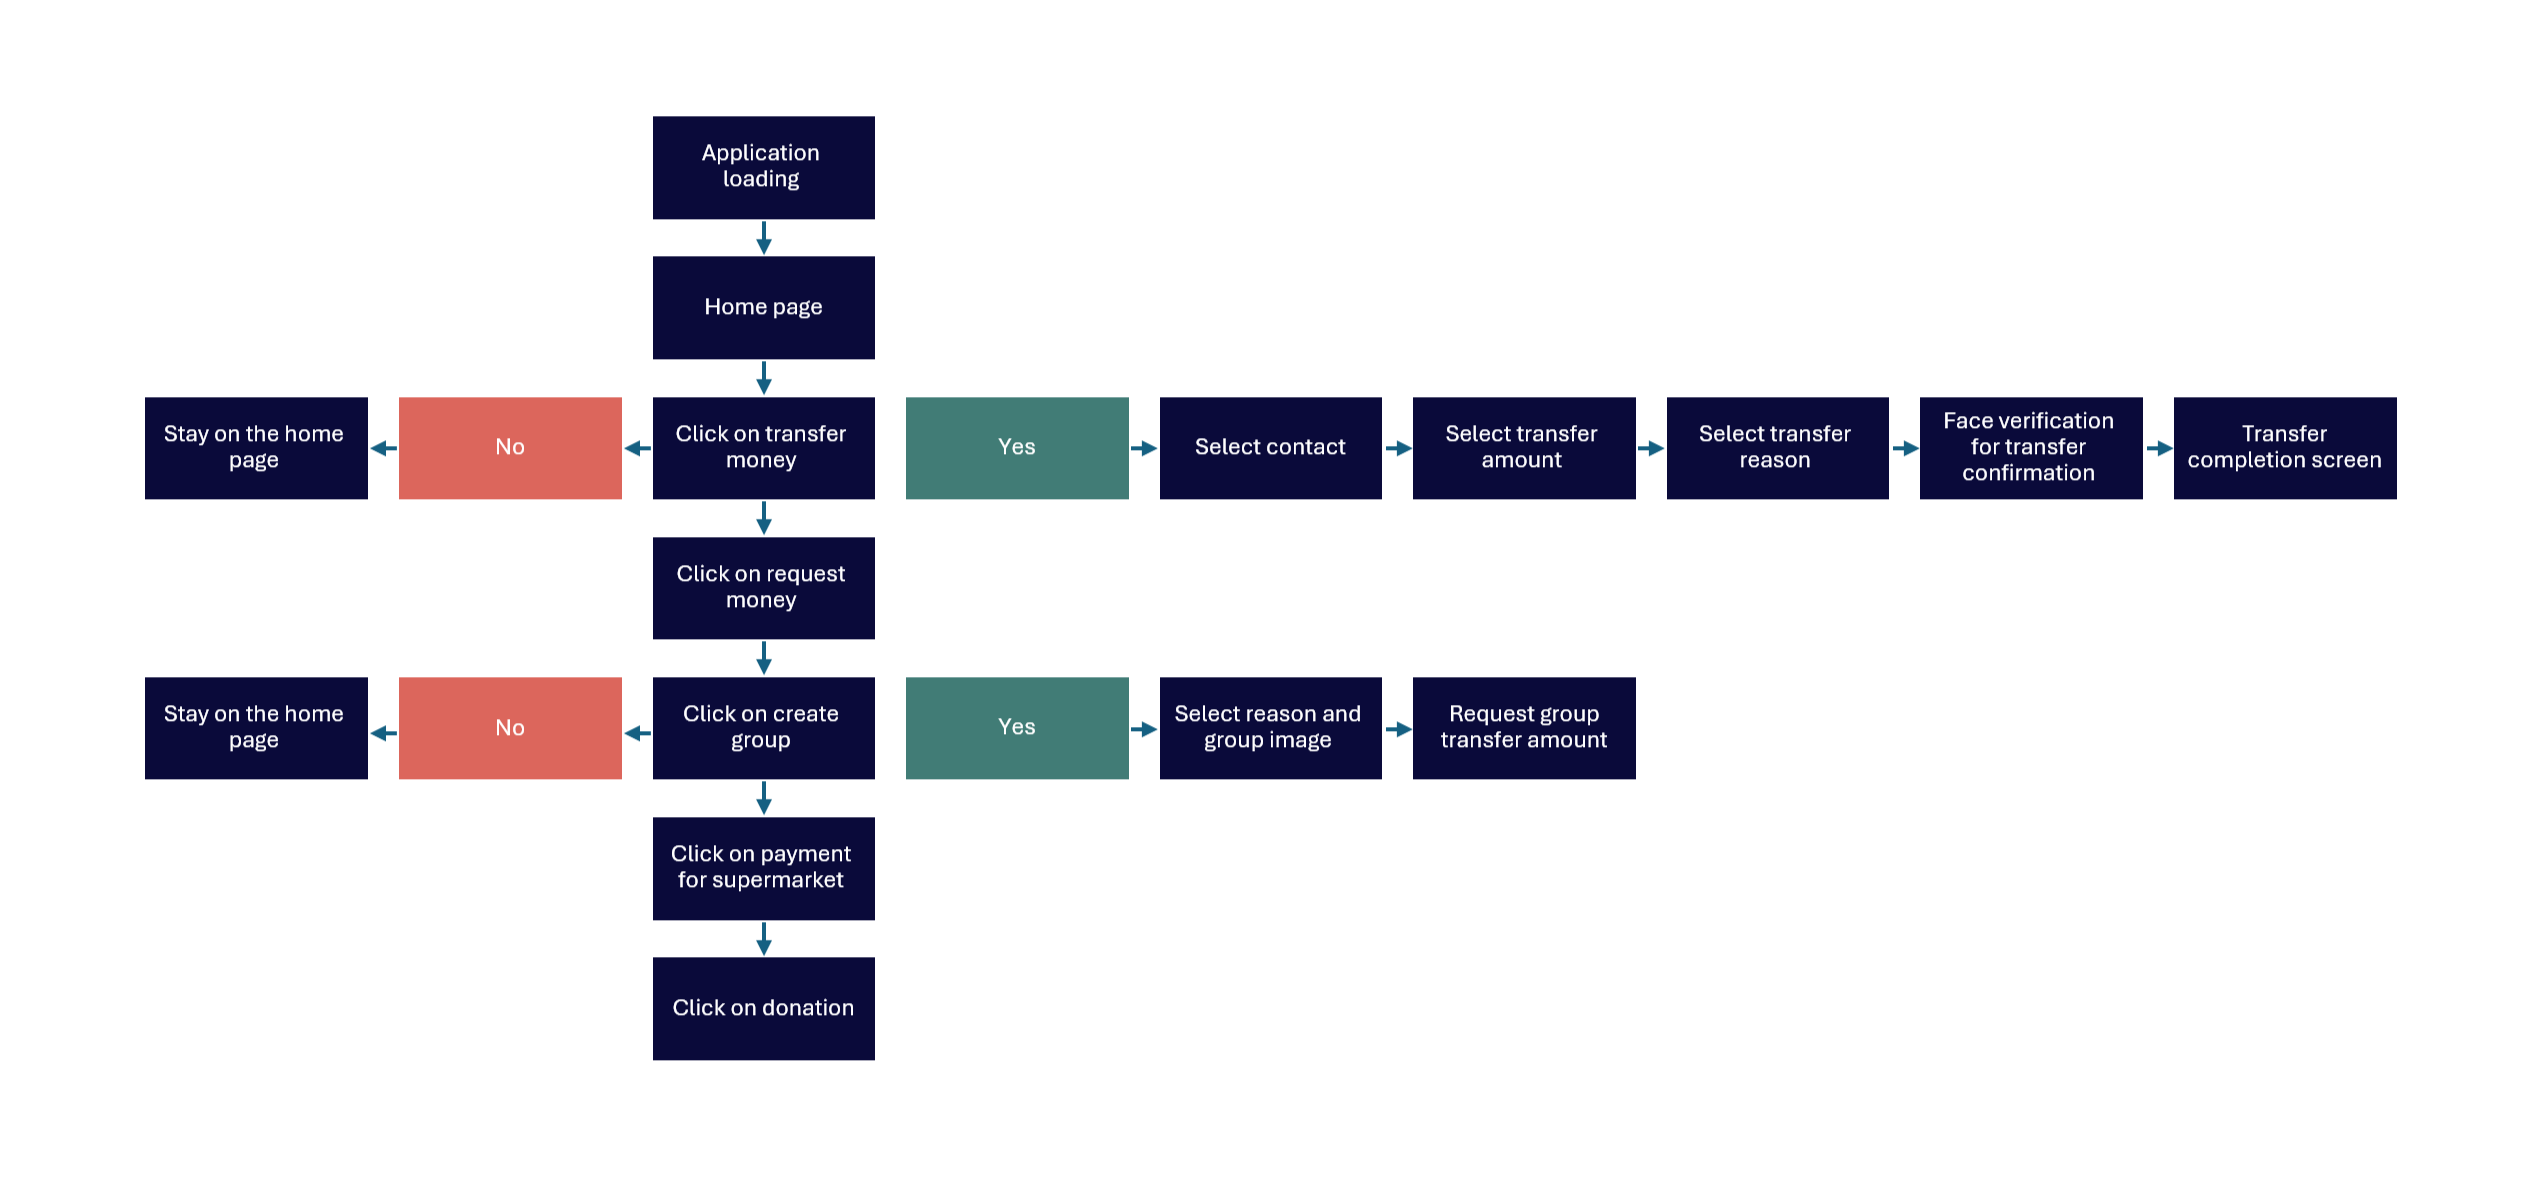 Application
loading
Home page
Stay on the home
page
No
Click on transfer
money
Yes
Select contact
Select transfer
amount
Select transfer
reason
Face verification
for transfer
confirmation
Transfer
completion screen
Click on request
money
Stay on the home
page
No
Click on create
group
Yes
Select reason and
group image
Request group
transfer amount
Click on payment
for supermarket
Click on donation